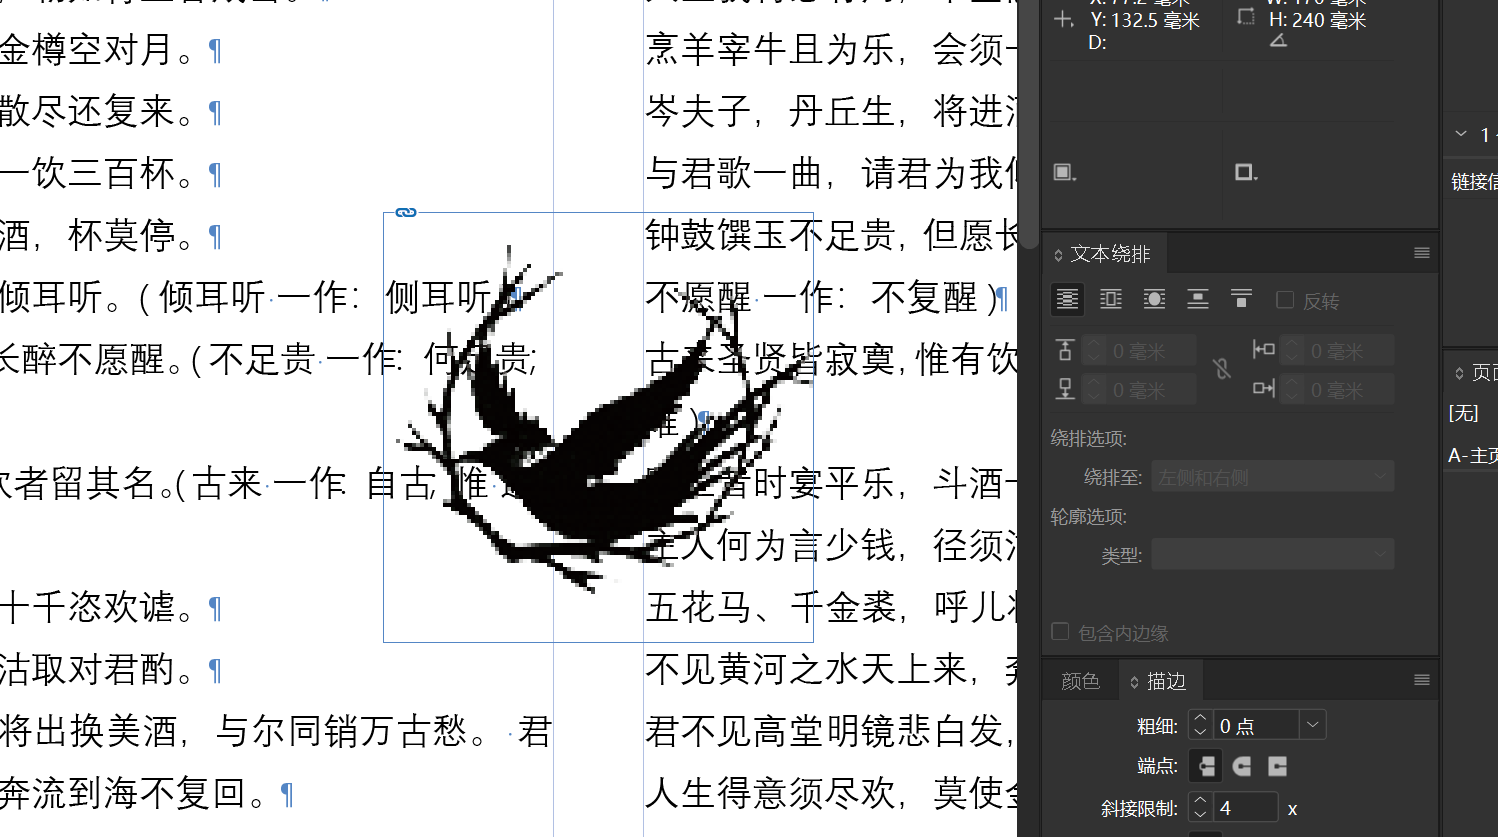 金樽空对月。
散尽还复来。
一饮三百杯。
酒，杯莫停。
倾耳听。(倾耳听 一作：侧耳听
长醉不愿醒。(不足贵 一作：何 贵;
饮者留其名。(古来 一作：自古; 惟
十千恣欢谑。
沽取对君酌。
将出换美酒，与尔同销万古愁。 君
奔流到海不复回。
烹羊宰牛且为乐，会须一
岑夫子，丹丘生，将进酒
与君歌一曲，请君为我倾
钟鼓馔玉不足贵，但愿长
不愿醒 一作：不复醒)
古来圣贤皆寂寞，惟有饮
)
昔时宴平乐，斗酒十
主人何为言少钱，径须沽
五花马、千金裘，呼儿将
不见黄河之水天上来，奔
君不见高堂明镜悲白发，
人生得意须尽欢，莫使金
Y: 132.5 毫米
H: 240 毫米
D:
文本绕排
反转
0 毫米
0 毫米
0 毫米
0 毫米
绕排选项:
绕排至: 左侧和右侧
轮廓选项:
类型:
包含内边缘
颜色
描边
粗细: 0 点
端点:
斜接限制: 4 x
1
链接信
页面
[无]
A-主页